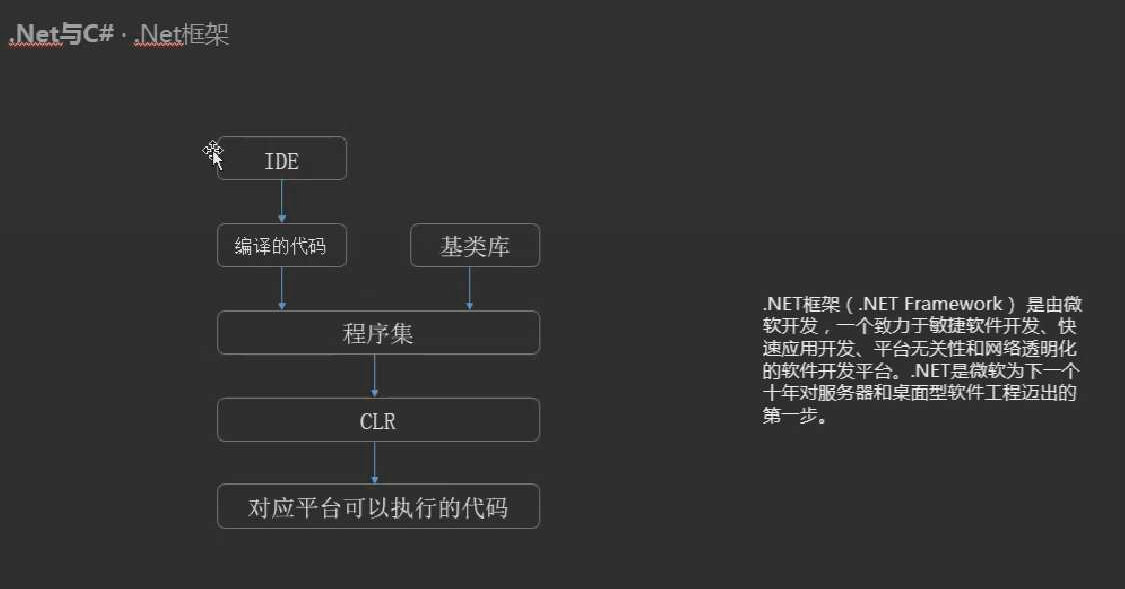 .Net与C# · .Net框架
IDE
编译的代码
基类库
程序集
CLR
对应平台可以执行的代码
.NET框架（.NET Framework） 是由微
软开发，一个致力于敏捷软件开发、快
速应用开发、平台无关性和网络透明化
的软件开发平台。.NET是微软为下一个
十年对服务器和桌面型软件工程迈出的
第一步。